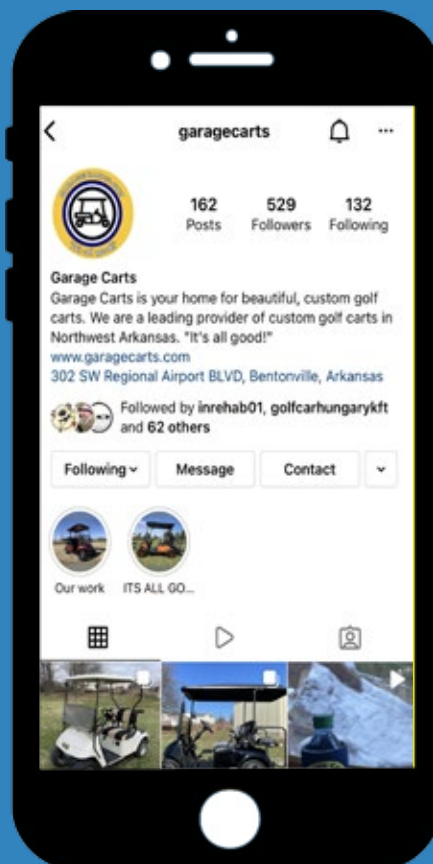 garagecarts
162 529 132
Posts Followers Following
Garage Carts
Garage Carts is your home for beautiful, custom golf
carts. We are a leading provider of custom golf carts in
Northwest Arkansas. "It's all good!"
www.garagecarts.com
302 SW Regional Airport BLVD, Bentonville, Arkansas
Followed by inrehab01, golfcarhungarykft
and 62 others
Following Message Contact
Our work ITS ALL GO...